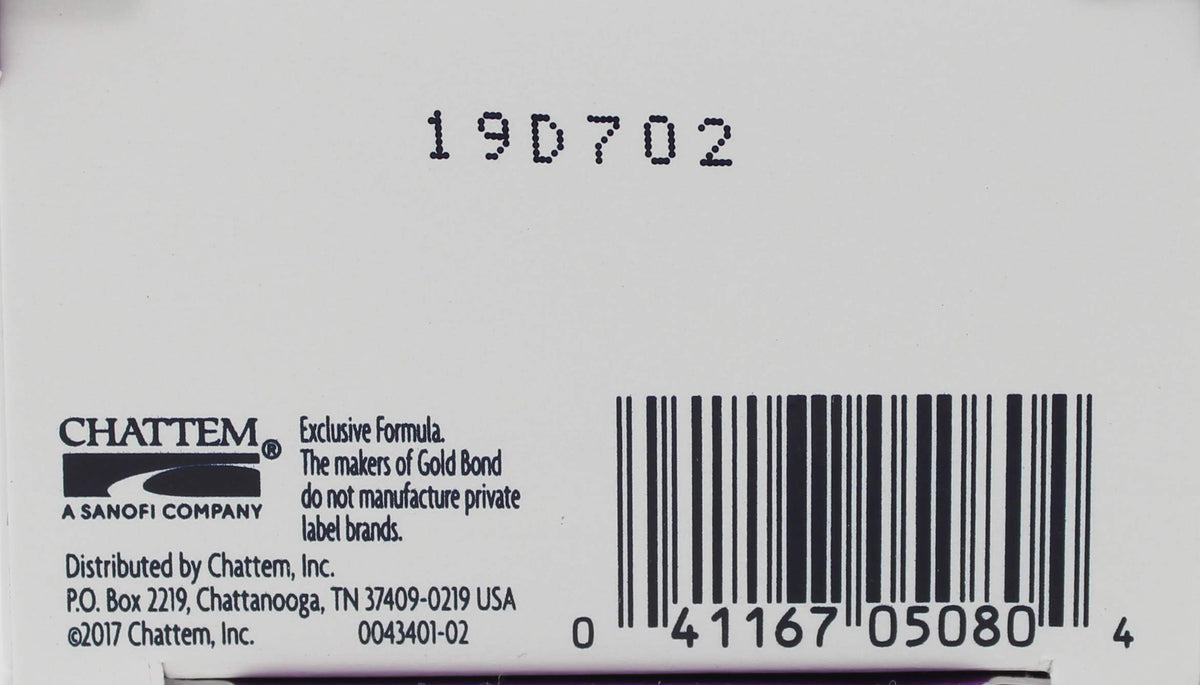 19D702
CHATTEM®
A SANOFI COMPANY
Exclusive Formula.
The makers of Gold Bond
do not manufacture private
label brands.
Distributed by Chattem, Inc.
P.O. Box 2219, Chattanooga, TN 37409-0219 USA
©2017 Chattem, Inc. 0043401-02
0 41167 05080 4